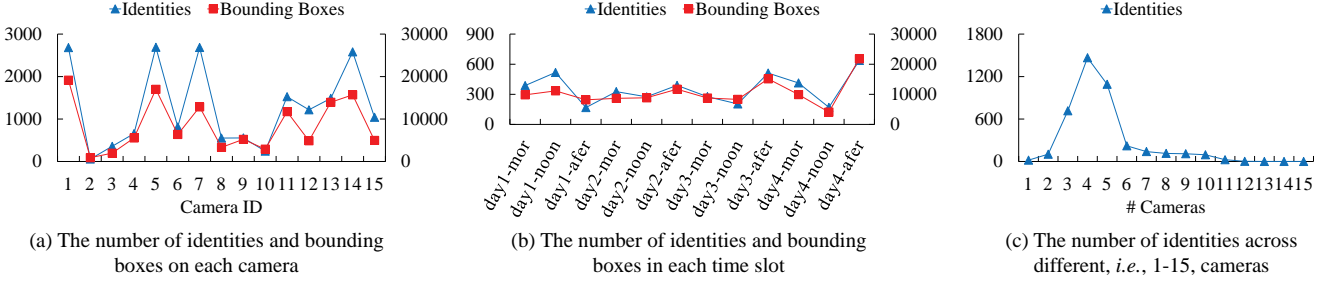 Identities Bounding Boxes
3000 30000
2000 20000
1000 10000
0 0
1 2 3 4 5 6 7 8 9 10 11 12 13 14 15
Camera ID
(a) The number of identities and bounding
boxes on each camera
Identities Bounding Boxes
900 30000
600 20000
300 10000
0 0
day1-mor day1-noon day1-afer day2-mor day2-noon day2-afer day3-mor day3-noon day3-afer day4-mor day4-noon day4-afer
(b) The number of identities and bounding
boxes in each time slot
Identities
1800
1200
600
0
1 2 3 4 5 6 7 8 9 10 11 12 13 14 15
# Cameras
(c) The number of identities across
different, i.e., 1-15, cameras